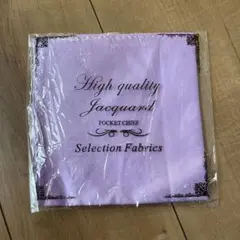 High quality
Jacquard
POCKET CHIEF
Selection Fabrics